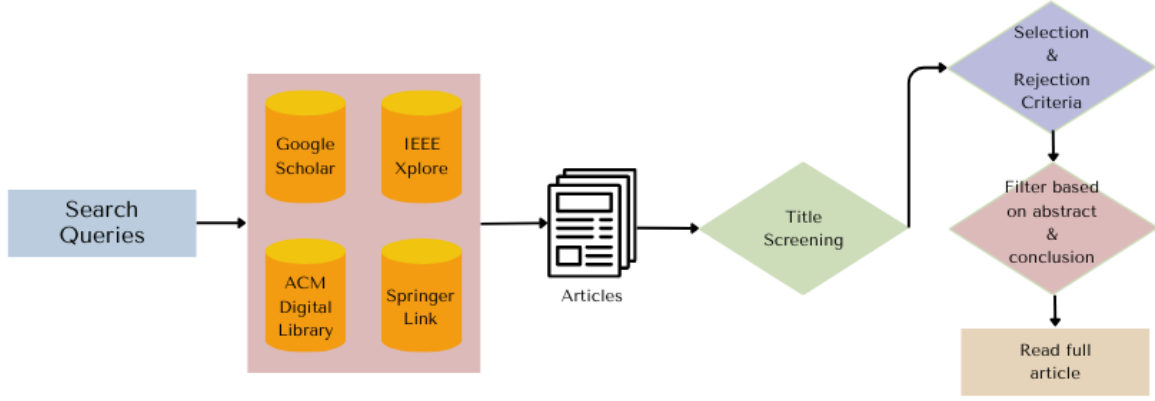 Search
Queries
Google
Scholar
IEEE
Xplore
ACM
Digital
Library
Springer
Link
Articles
Title
Screening
Selection
&
Rejection
Criteria
Filter based
on abstract
&
conclusion
Read full
article